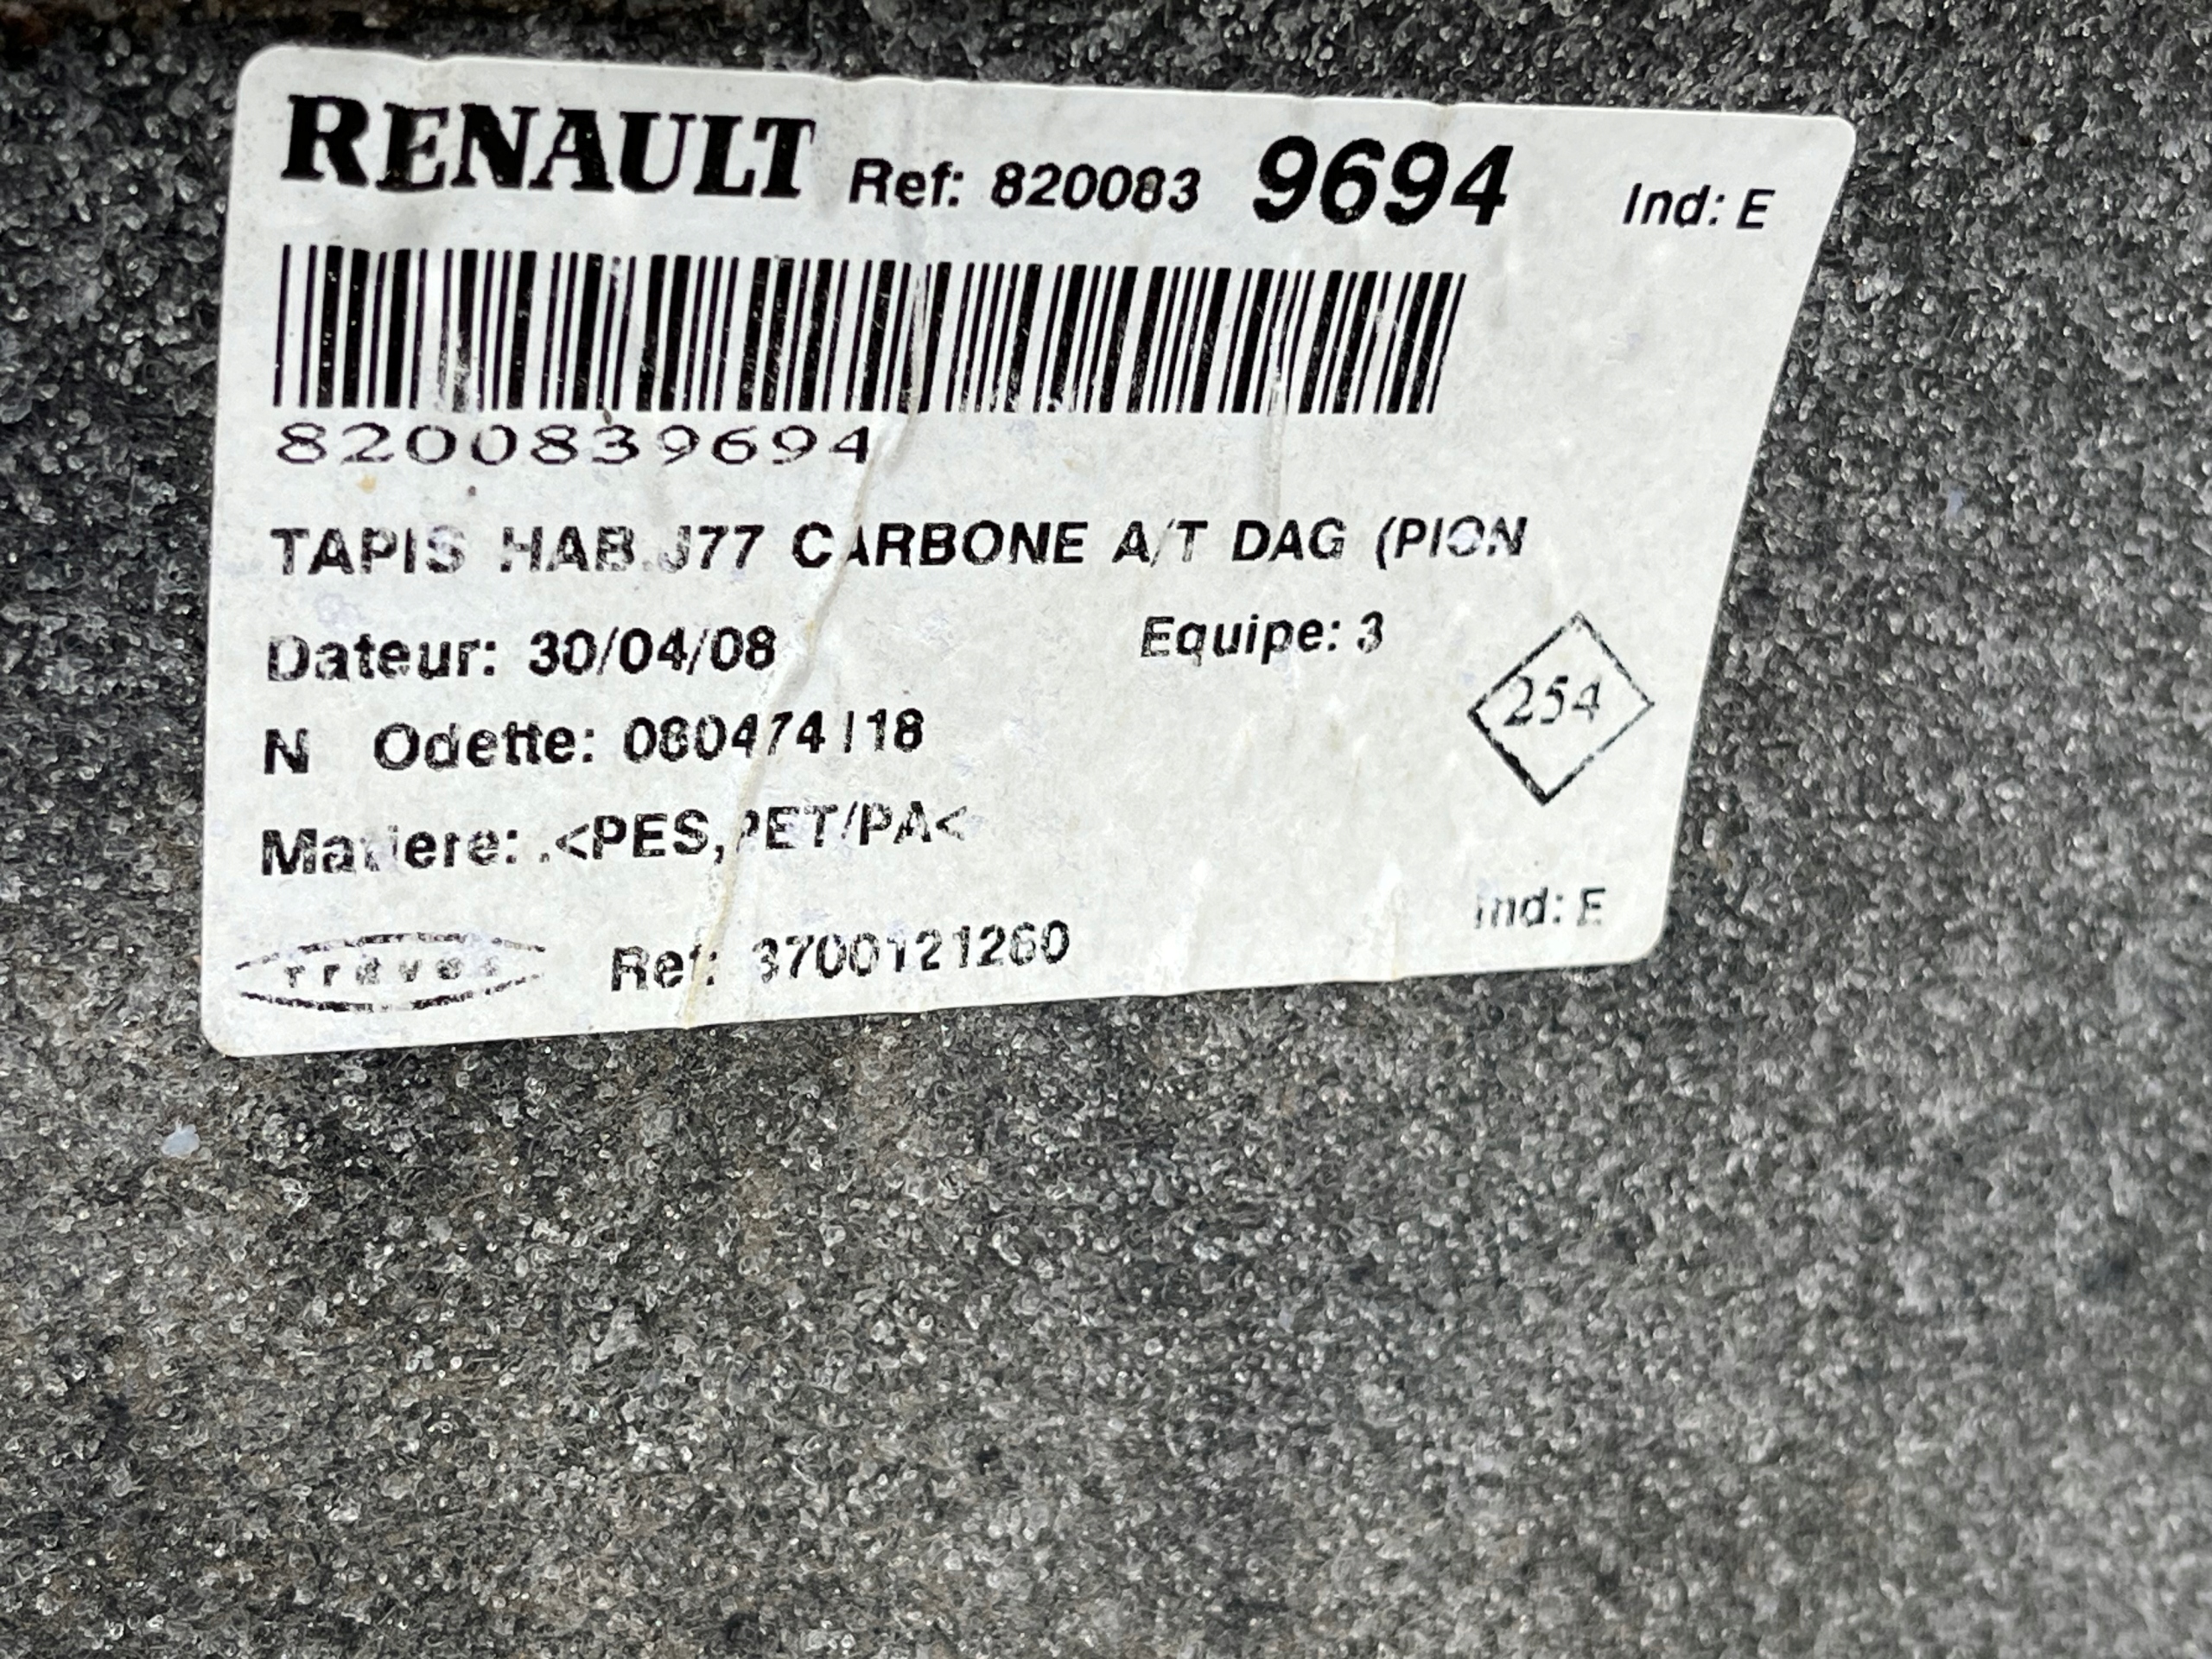 RENAULT Ref: 820083 9694 Ind: E
8200839694
TAPIS HAB.J77 CARBONE A/T DAG (PION
Dateur: 30/04/08 Equipe: 3
254
N Odette:
Matiere: .<PES,PET/PA<
Treves Ref: 3700121260 Ind: E